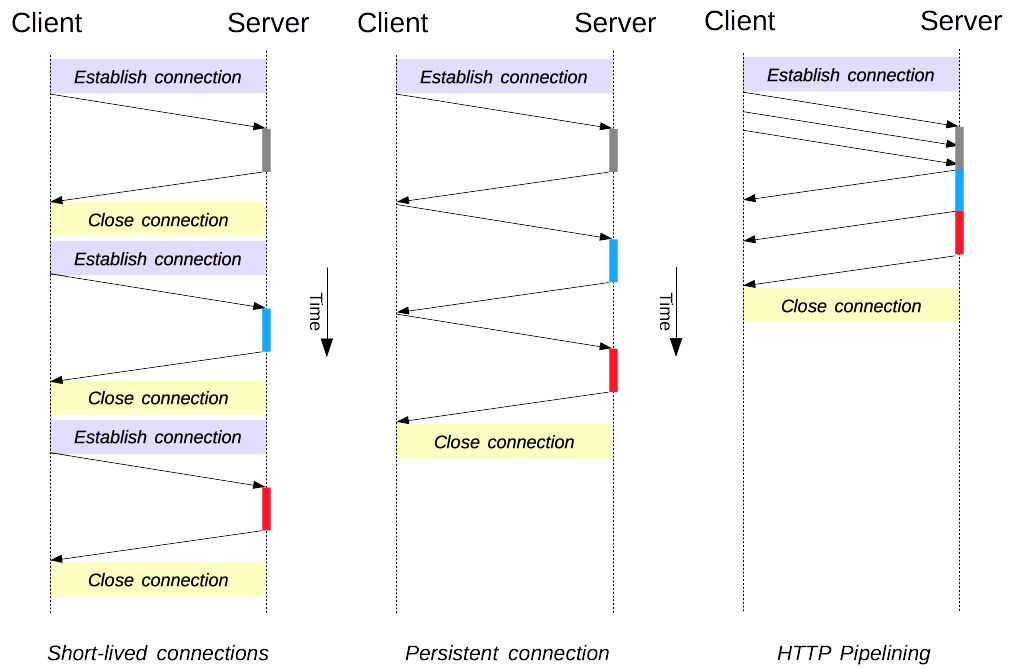 Client
Server
Establish connection
Close connection
Establish connection
Close connection
Establish connection
Close connection
Short-lived connections
Time
Client
Server
Establish connection
Close connection
Persistent connection
Time
Client
Server
Establish connection
Close connection
HTTP Pipelining